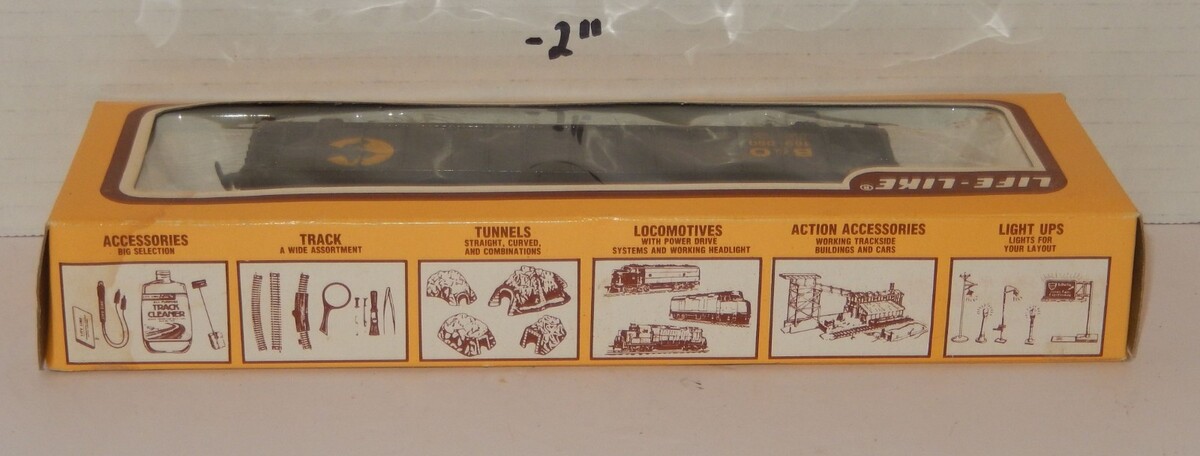 -2"
B&O
LIFE-LIKE®
ACCESSORIES
BIG SELECTION
TRACK
A WIDE ASSORTMENT
TUNNELS
STRAIGHT, CURVED,
AND COMBINATIONS
LOCOMOTIVES
WITH POWER DRIVE
SYSTEMS AND WORKING HEADLIGHT
ACTION ACCESSORIES
WORKING TRACKSIDE
BUILDINGS AND CARS
LIGHT UPS
LIGHTS FOR
YOUR LAYOUT
TRACK
CLEANER